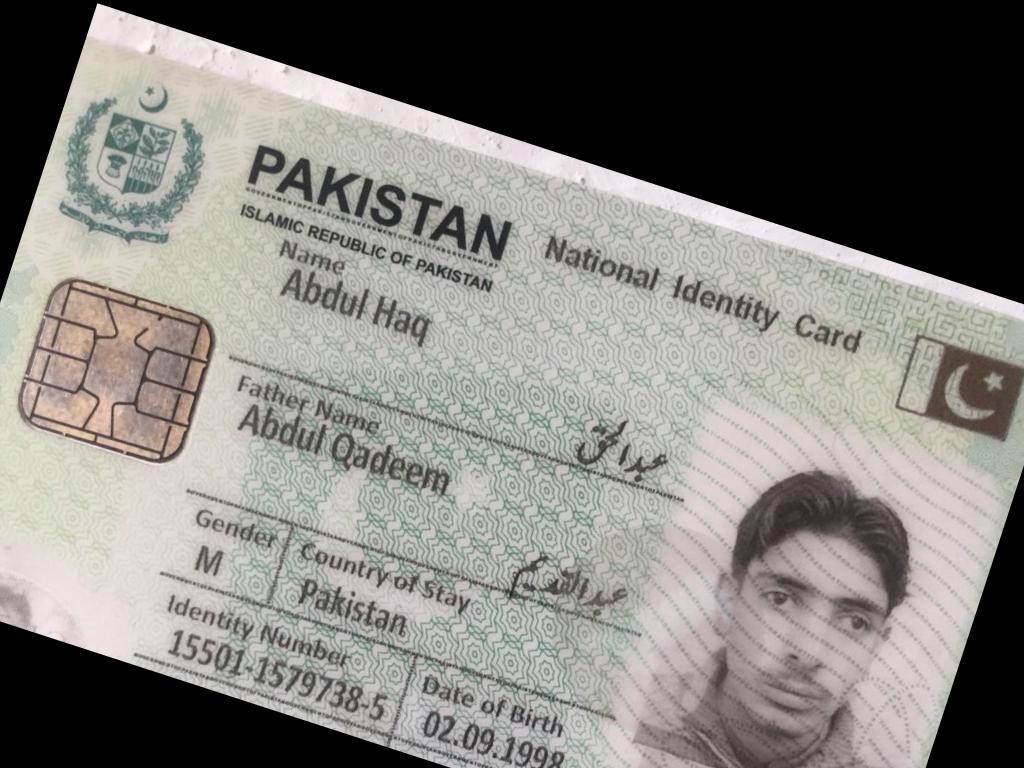 PAKISTAN
ISLAMIC REPUBLIC OF PAKISTAN
National Identity Card
Name
Abdul Haq
عبدالحق
Father Name
Abdul Qadeem
عبدالقدیم
Gender
M
Country of Stay
Pakistan
Identity Number
15501-1579738-5
Date of Birth
02.09.1998